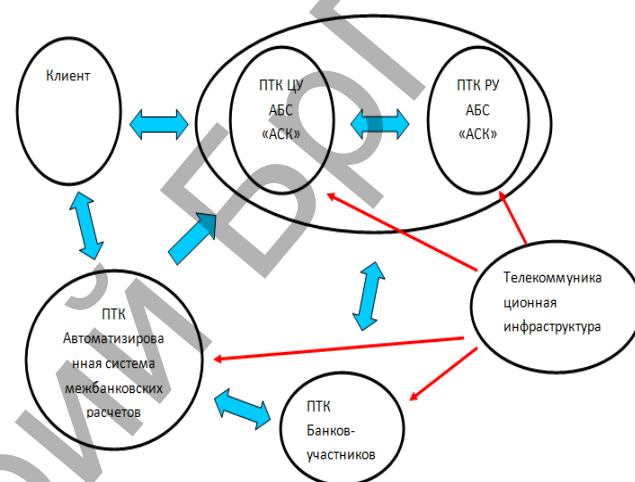 Клиент
ПТК ЦУ
АБС
«АСК»
ПТК РУ
АБС
«АСК»
Телекоммуника
ционная
инфраструктура
ПТК
Автоматизирова
нная система
межбанковских
расчетов
ПТК
Банков-
участников